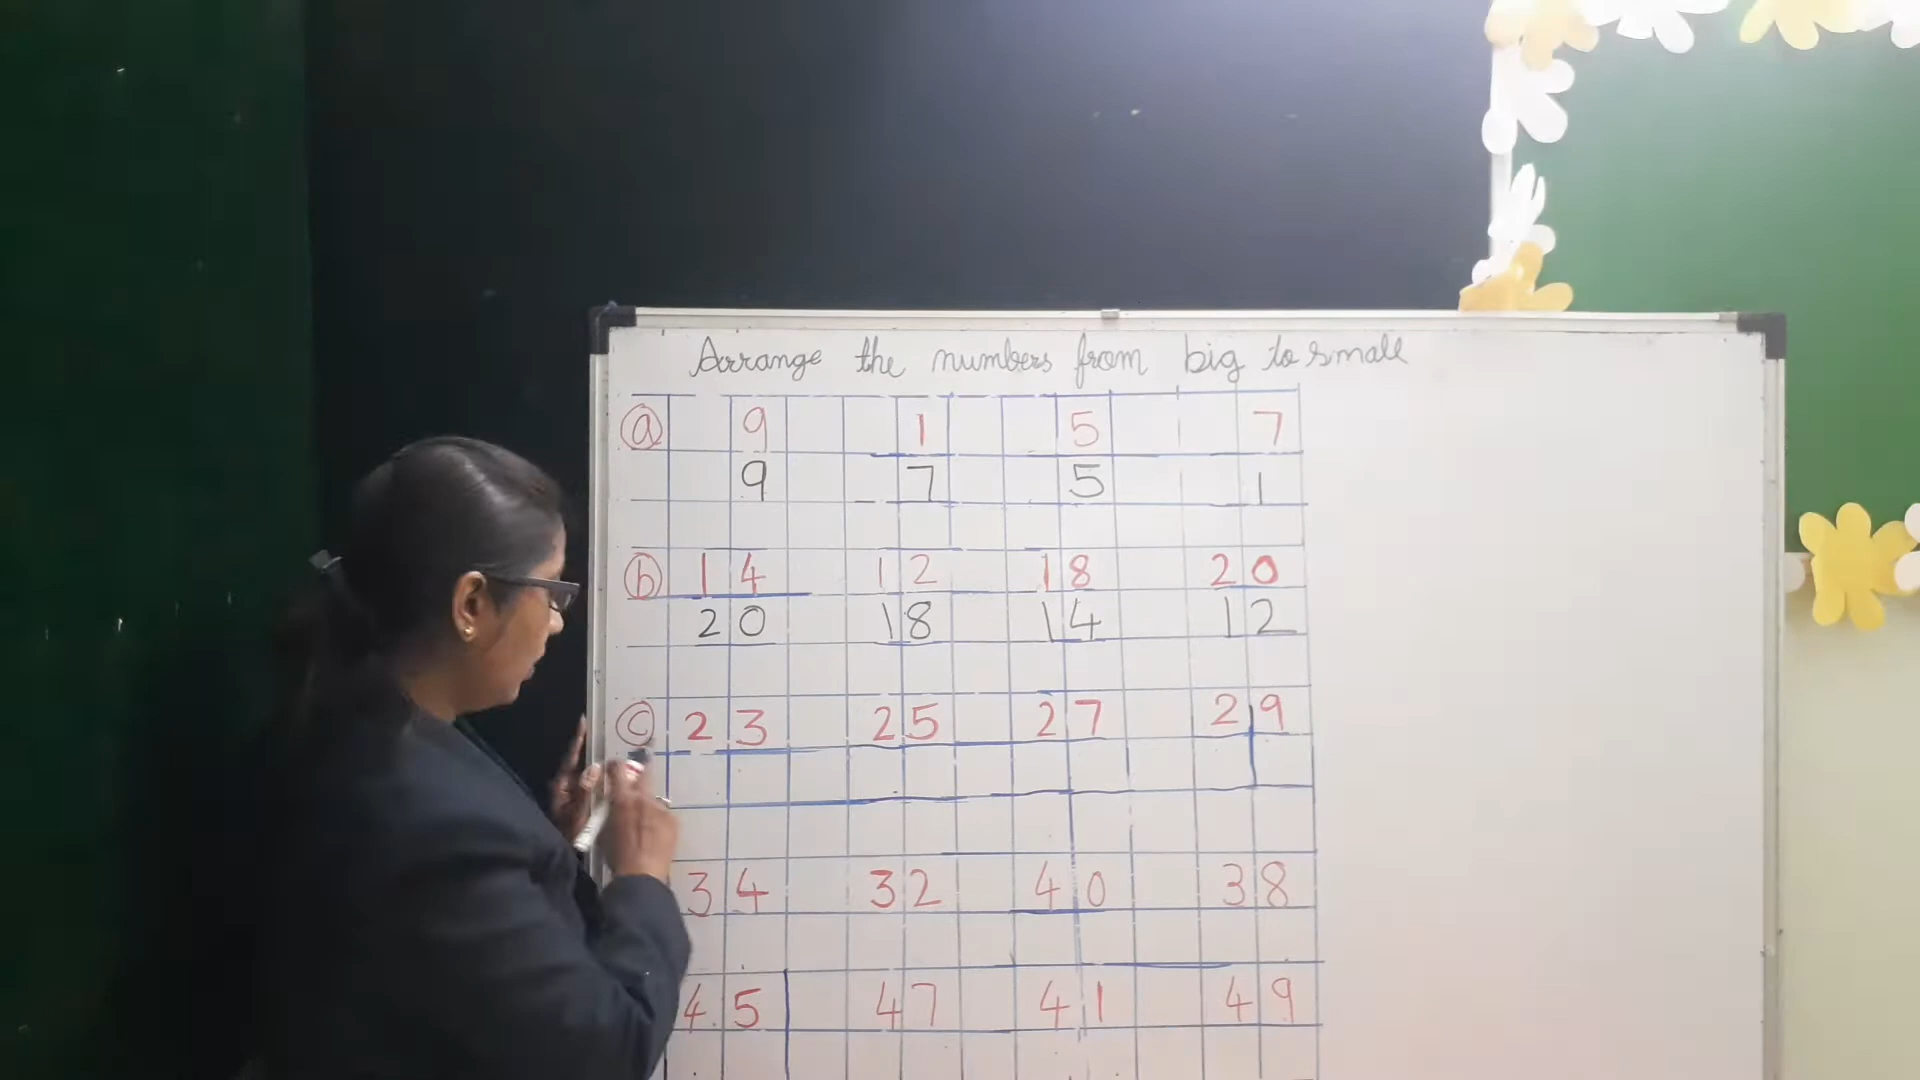 Arrange the numbers from big to small
a 9 1 5 7
9 7 5 1
b 14 12 18 20
20 18 14 12
c 23 25 27 29
34 32 40 38
45 47 41 49